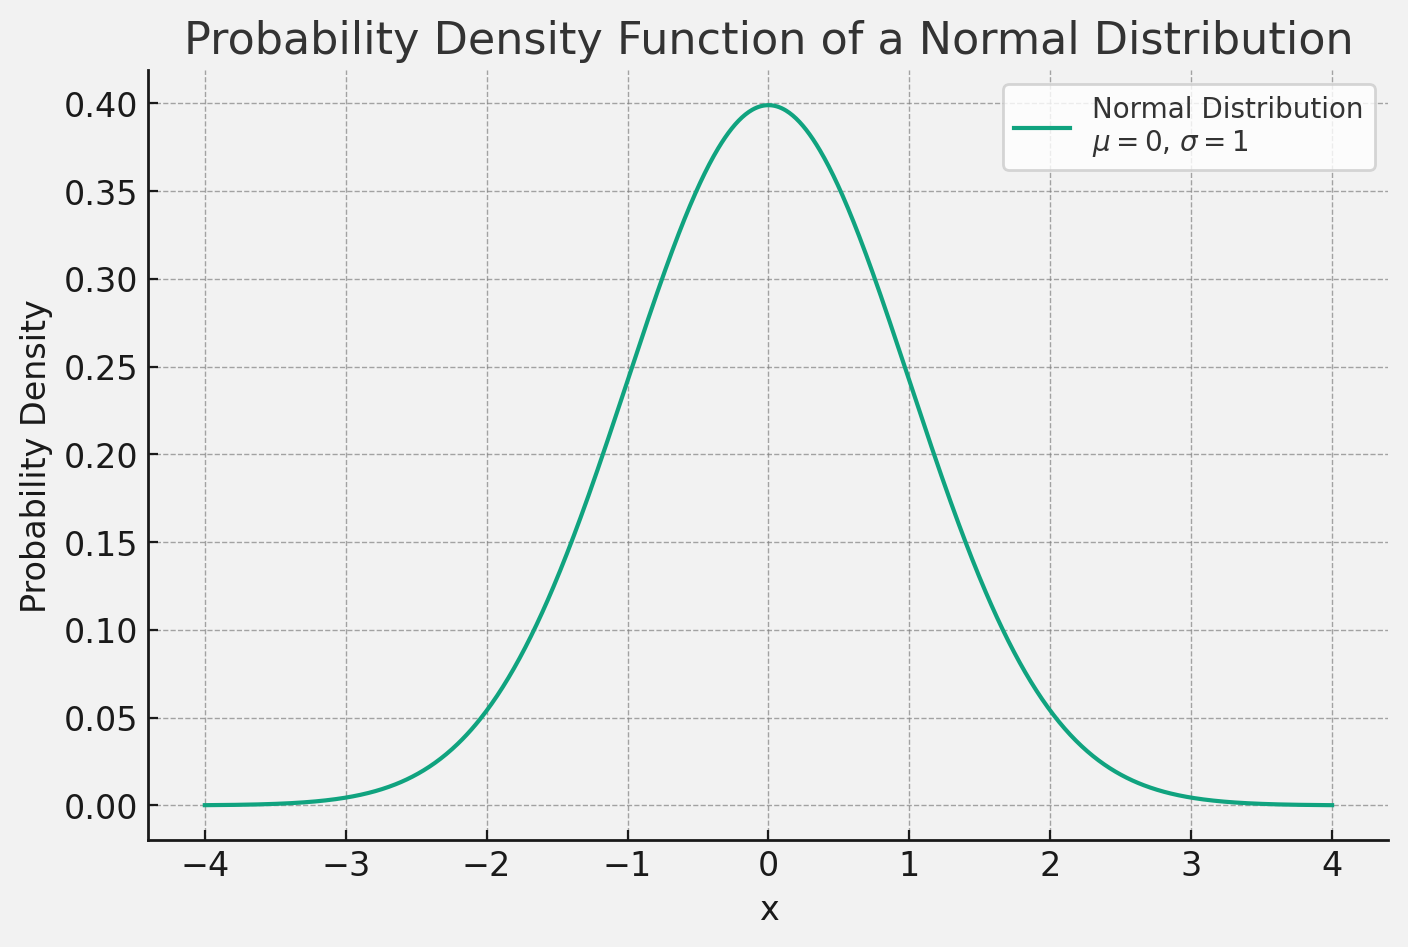 Probability Density Function of a Normal Distribution
Normal Distribution
μ = 0, σ = 1
Probability Density
0.40
0.35
0.30
0.25
0.20
0.15
0.10
0.05
0.00
−4 −3 −2 −1 0 1 2 3 4
x